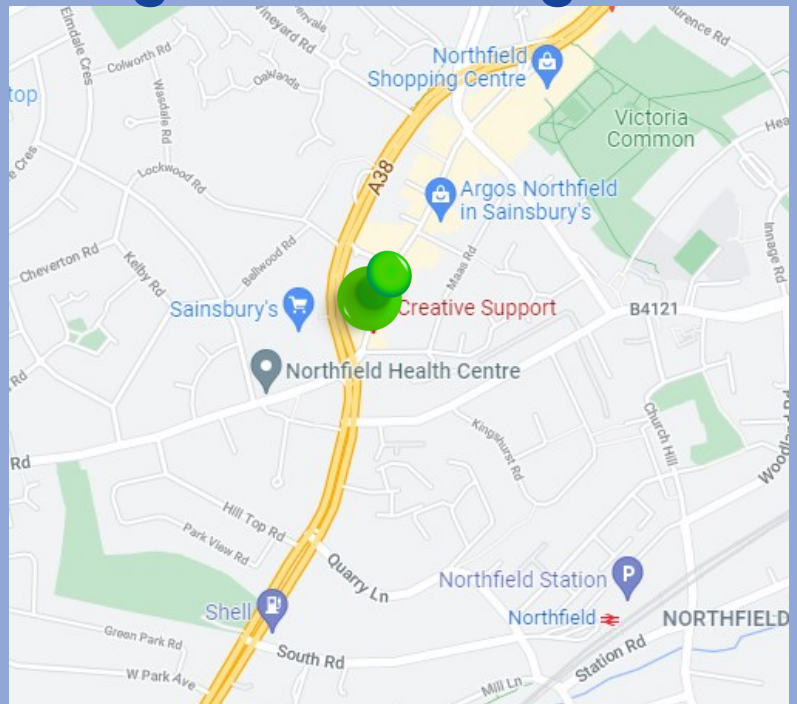 Elmdale Cres
Colworth Rd
Vineyard Rd
Oaklands
Northfield
Shopping Centre
Victoria
Common
top
Wasdale Rd
A38
Lockwood Rd
Argos Northfield
in Sainsbury's
Cheverton Rd
Kelby Rd
Bellwood Rd
Maas Rd
Innage Rd
Sainsbury's
Creative Support
B4121
Northfield Health Centre
Rd
Kingshurst Rd
Church Hill
Hill Top Rd
Park View Rd
Quarry Ln
Northfield Station
P
Shell
Northfield
NORTHFIELD
Green Park Rd
South Rd
Station Rd
W Park Ave
Mill Ln